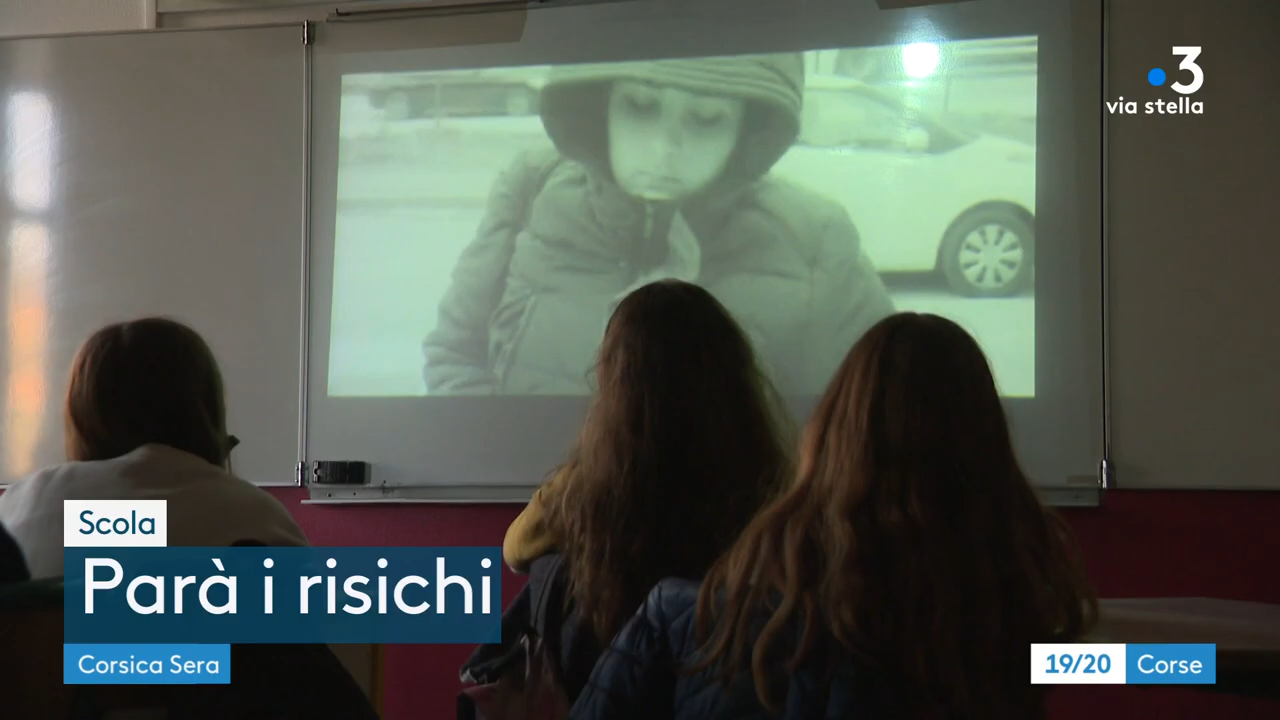 3
via stella
Scola
Parà i risichi
Corsica Sera
19/20 Corse